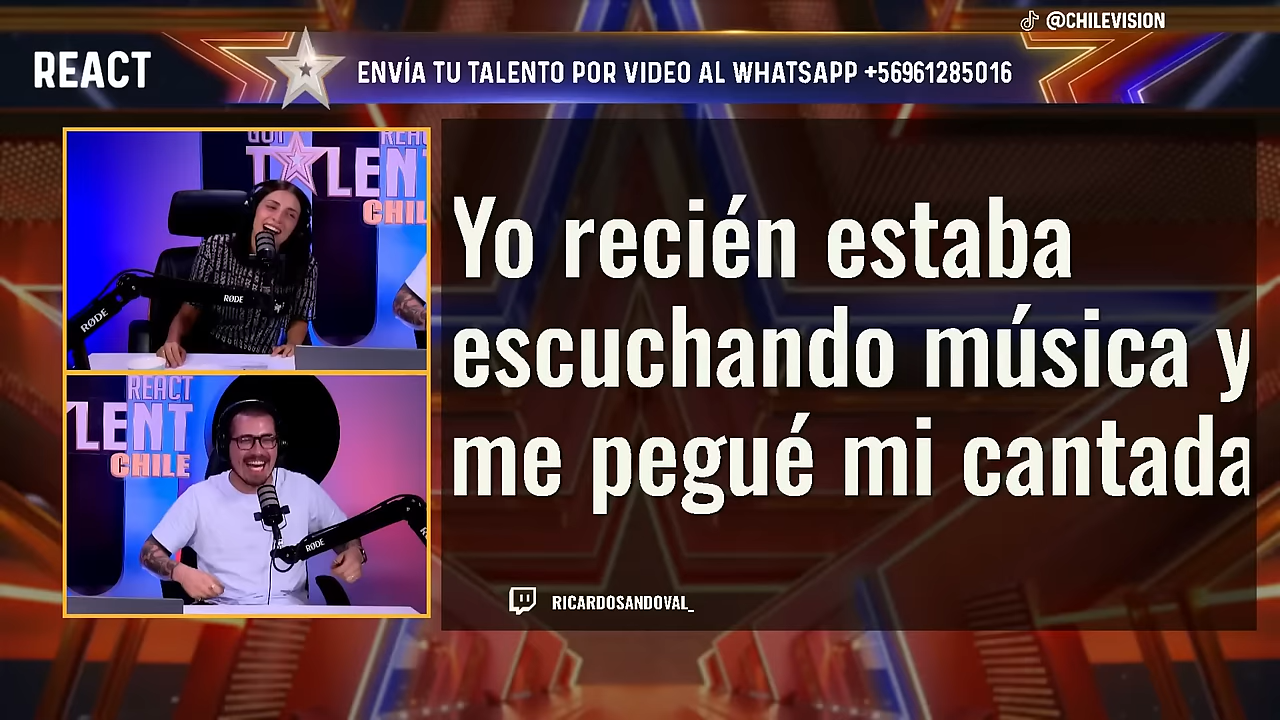 @CHILEVISION
REACT
ENVÍA TU TALENTO POR VIDEO AL WHATSAPP +56961285016
TALENT
CHIL
RØDE
RØDE
Yo recién estaba
escuchando música y
me pegué mi cantada
REACT
LENT
CHILE
RØDE
RICARDOSANDOVAL_